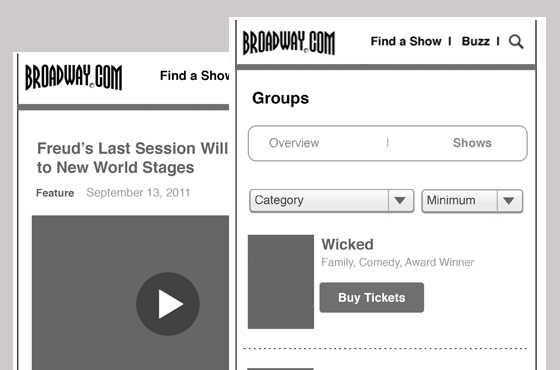 BROADWAY.COM
Find a Show
Freud's Last Session Will
to New World Stages
Feature September 13, 2011
BROADWAY.COM
Find a Show | Buzz |
Groups
Overview | Shows
Category Minimum
Wicked
Family, Comedy, Award Winner
Buy Tickets